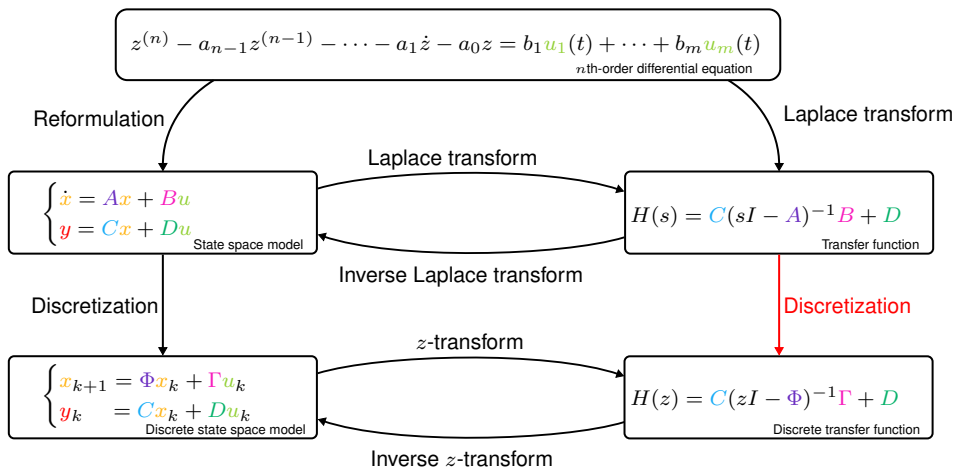 z^{(n)} − a_{n−1}z^{(n−1)} − ⋯ − a_1ż − a_0z = b_1u_1(t) + ⋯ + b_mu_m(t)
nth-order differential equation
Reformulation
Laplace transform
Laplace transform
ẋ = Ax + Bu
y = Cx + Du
State space model
H(s) = C(sI − A)^{−1}B + D
Transfer function
Inverse Laplace transform
Discretization
Discretization
z-transform
x_{k+1} = Φx_k + Γu_k
y_k = Cx_k + Du_k
Discrete state space model
H(z) = C(zI − Φ)^{−1}Γ + D
Discrete transfer function
Inverse z-transform